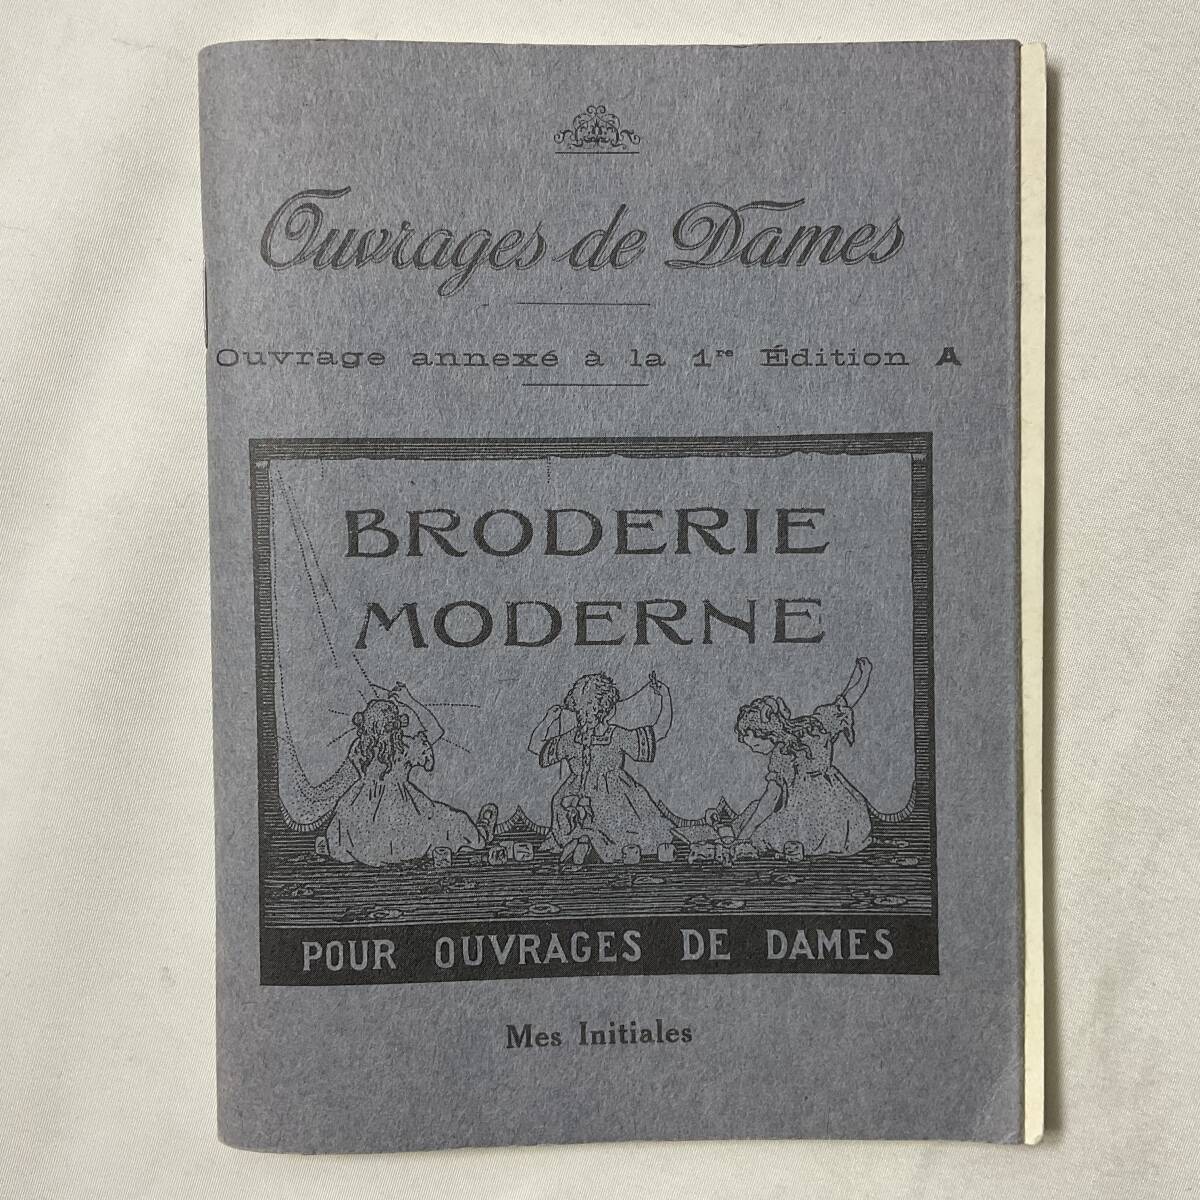 Ouvrages de Dames
Ouvrage annexé à la 1re Édition A
BRODERIE
MODERNE
POUR OUVRAGES DE DAMES
Mes Initiales